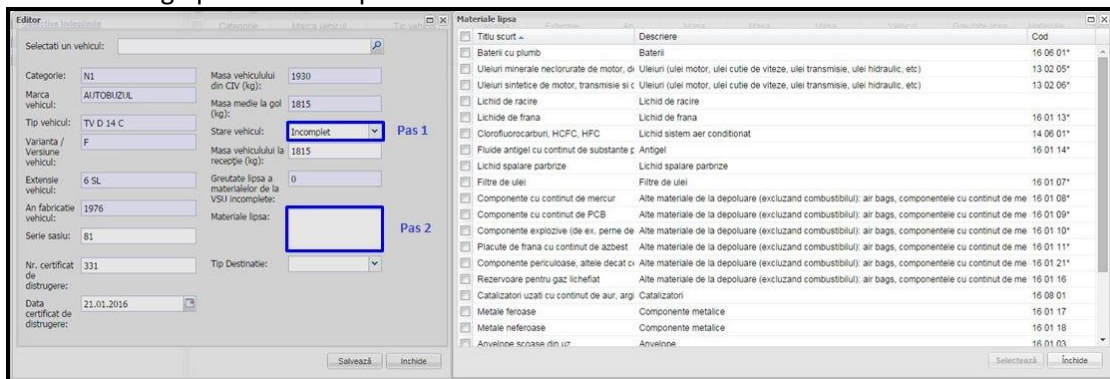 Editor
Selectati un vehicul:
Categorie: N1
Marca vehicul: AUTOBUZUL
Tip vehicul: TV D 14 C
Varianta / Versiune vehicul: F
Extensie vehicul: 6 SL
An fabricatie vehicul: 1976
Serie sasiu: 81
Nr. certificat de distrugere: 331
Data certificat de distrugere: 21.01.2016
Masa vehiculului din CIV (kg): 1930
Masa medie la gol (kg): 1815
Stare vehicul: Incomplet Pas 1
Masa vehiculului la recepție (kg): 1815
Greutate lipsa a materialelor de la VSU incomplete: 0
Materiale lipsa: Pas 2
Tip Destinatie:
Salvează Inchide
Materiale lipsa
Titlu scurt Descriere Cod
Baterii cu plumb Baterii 16 06 01*
Uleiuri minerale neclorurate de motor, Uleiuri (ulei motor, ulei cutie de viteze, ulei transmisie, ulei hidraulic, etc) 13 02 05*
Uleiuri sintetice de motor, transmisie si Uleiuri (ulei motor, ulei cutie de viteze, ulei transmisie, ulei hidraulic, etc) 13 02 06*
Lichid de racire Lichid de racire
Lichide de frana Lichid de frana 16 01 13*
Clorofluorocarburi, HCFC, HFC Lichid sistem aer conditionat 14 06 01*
Fluide antigel cu continut de substante Antigel 16 01 14*
Lichid spalare parbrize Lichid spalare parbrize
Filtre de ulei Filtre de ulei 16 01 07*
Componente cu continut de mercur Alte materiale de la depoluare (excluzand combustibilul): air bags, componentele cu continut de me 16 01 08*
Componente cu continut de PCB Alte materiale de la depoluare (excluzand combustibilul): air bags, componentele cu continut de me 16 01 09*
Componente explozive (de ex. perne de Alte materiale de la depoluare (excluzand combustibilul): air bags, componentele cu continut de me 16 01 10*
Placute de frana cu continut de azbest Alte materiale de la depoluare (excluzand combustibilul): air bags, componentele cu continut de me 16 01 11*
Componente periculoase, altele decat Alte materiale de la depoluare (excluzand combustibilul): air bags, componentele cu continut de me 16 01 21*
Rezervoare pentru gaz lichefiat Alte materiale de la depoluare (excluzand combustibilul): air bags, componentele cu continut de me 16 01 16
Catalizatori uzati cu continut de aur, argi Catalizatori 16 08 01
Metale feroase Componente metalice 16 01 17
Metale neferoase Componente metalice 16 01 18
Anvelope scoase din uz Anvelope 16 01 03
Selectează Închide